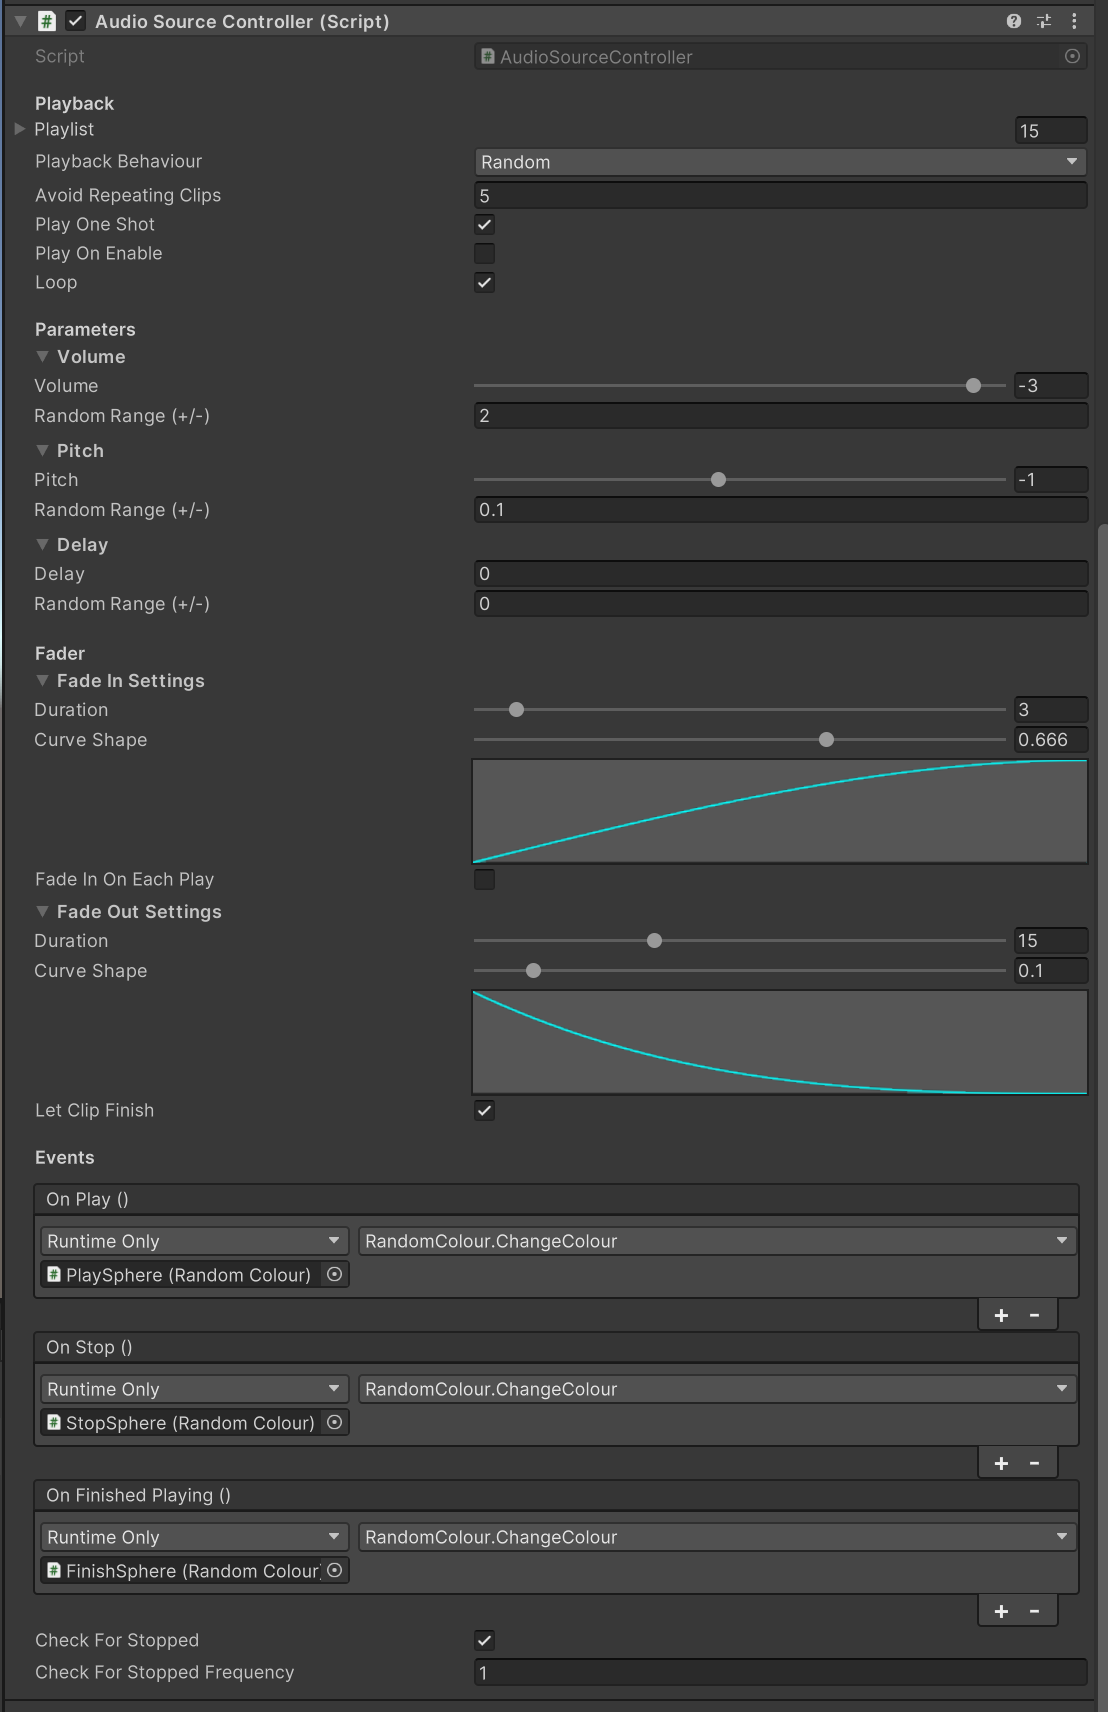 Audio Source Controller (Script)
Script AudioSourceController
Playback
Playlist 15
Playback Behaviour Random
Avoid Repeating Clips 5
Play One Shot
Play On Enable
Loop
Parameters
Volume
Volume -3
Random Range (+/-) 2
Pitch
Pitch -1
Random Range (+/-) 0.1
Delay
Delay 0
Random Range (+/-) 0
Fader
Fade In Settings
Duration 3
Curve Shape 0.666
Fade In On Each Play
Fade Out Settings
Duration 15
Curve Shape 0.1
Let Clip Finish
Events
On Play ()
Runtime Only RandomColour.ChangeColour
PlaySphere (Random Colour)
+ -
On Stop ()
Runtime Only RandomColour.ChangeColour
StopSphere (Random Colour)
+ -
On Finished Playing ()
Runtime Only RandomColour.ChangeColour
FinishSphere (Random Colour)
+ -
Check For Stopped
Check For Stopped Frequency 1